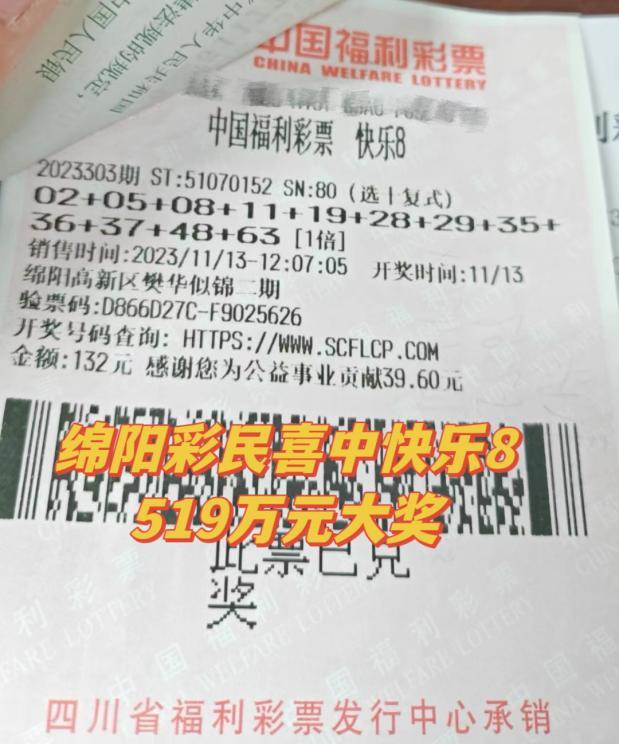 中国福利彩票
CHINA WELFARE LOTTERY
中国福利彩票 快乐8
2023303期 ST:51070152 SN:80 (选十复式)
02+05+08+11+19+28+29+35+
36+37+48+63 [1倍]
销售时间:2023/11/13-12:07:05 开奖时间:11/13
绵阳高新区樊华似锦二期
验票码:D866D27C-F9025626
开奖号码查询: HTTPS://WWW.SCFLCP.COM
金额:132元 感谢您为公益事业贡献39.60元
绵阳彩民喜中快乐8
519万元大奖
此票已兑
奖
四川省福利彩票发行中心承销